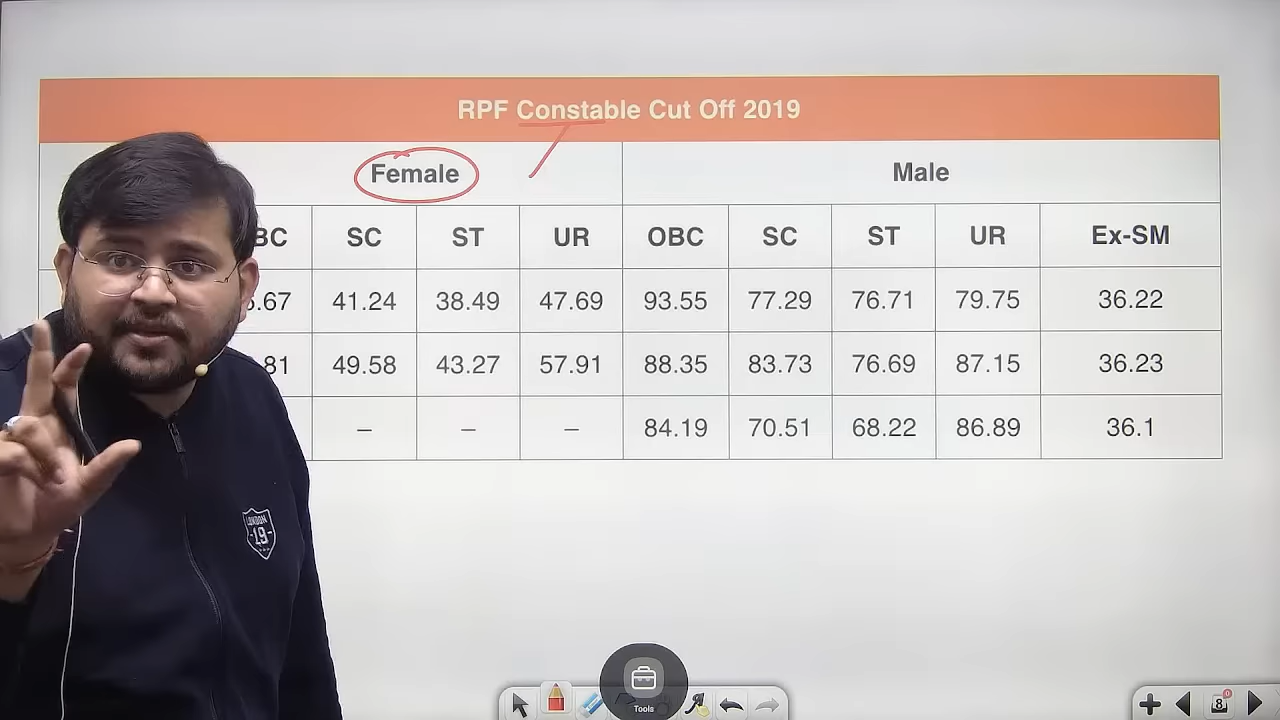 RPF Constable Cut Off 2019
Female Male
SC ST UR OBC SC ST UR Ex-SM
41.24 38.49 47.69 93.55 77.29 76.71 79.75 36.22
49.58 43.27 57.91 88.35 83.73 76.69 87.15 36.23
– – – 84.19 70.51 68.22 86.89 36.1
LONDON
-19-
Tools
8